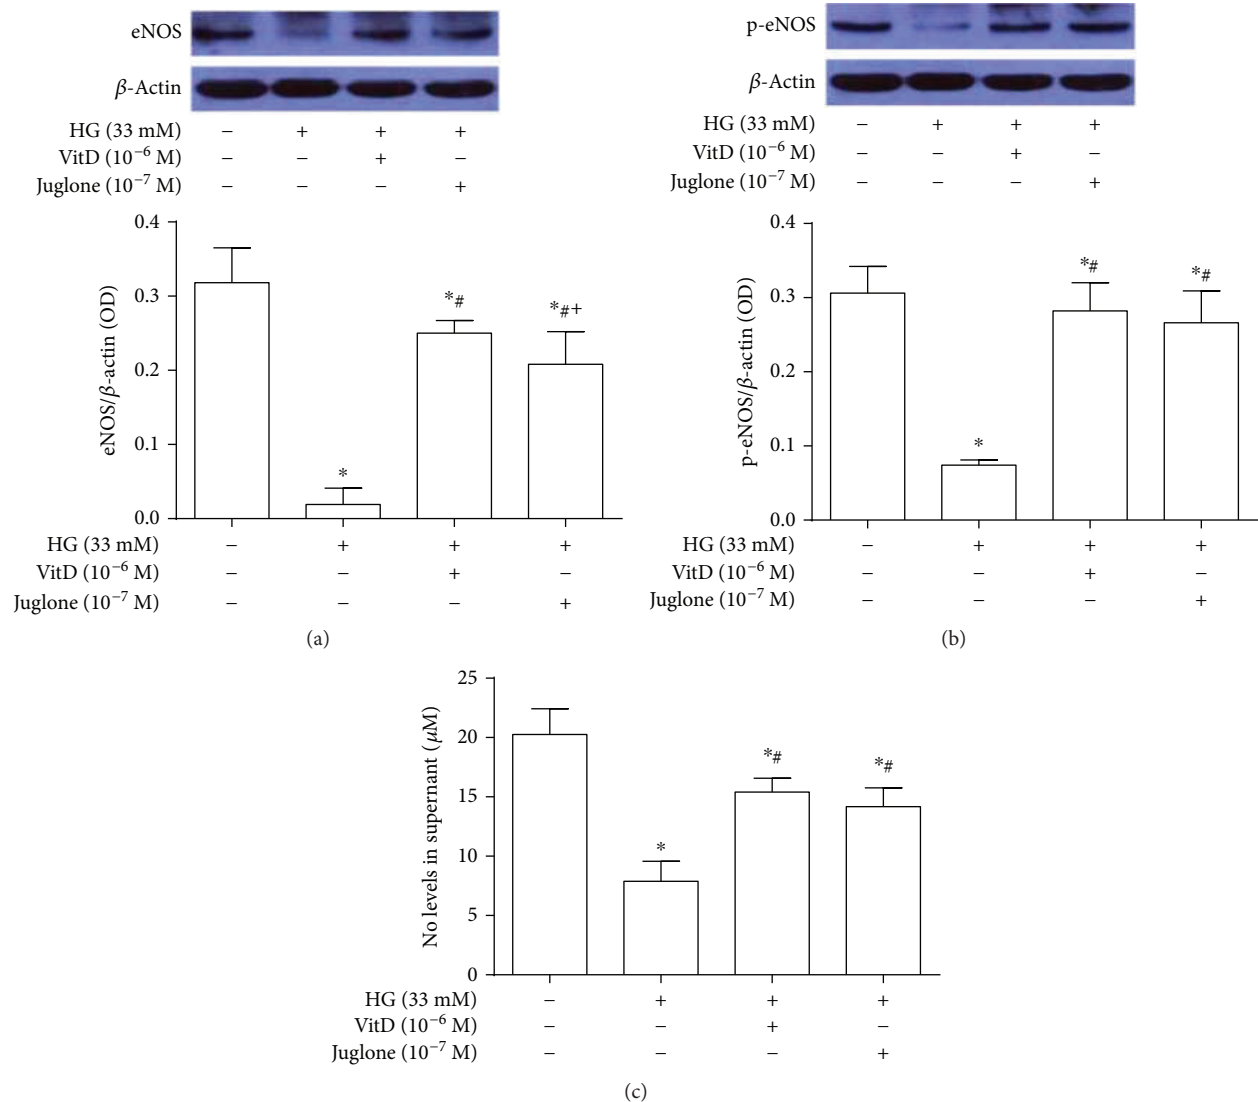 eNOS
β-Actin
HG (33 mM) − + + +
VitD (10⁻⁶ M) − − + −
Juglone (10⁻⁷ M) − − − +
eNOS/β-actin (OD)
0.4
0.3
0.2
0.1
0.0
*
*#
*#+
HG (33 mM) − + + +
VitD (10⁻⁶ M) − − + −
Juglone (10⁻⁷ M) − − − +
(a)
p-eNOS
β-Actin
HG (33 mM) − + + +
VitD (10⁻⁶ M) − − + −
Juglone (10⁻⁷ M) − − − +
p-eNOS/β-actin (OD)
0.4
0.3
0.2
0.1
0.0
*
*#
*#
HG (33 mM) − + + +
VitD (10⁻⁶ M) − − + −
Juglone (10⁻⁷ M) − − − +
(b)
No levels in supernant (μM)
25
20
15
10
5
0
*
*#
*#
HG (33 mM) − + + +
VitD (10⁻⁶ M) − − + −
Juglone (10⁻⁷ M) − − − +
(c)